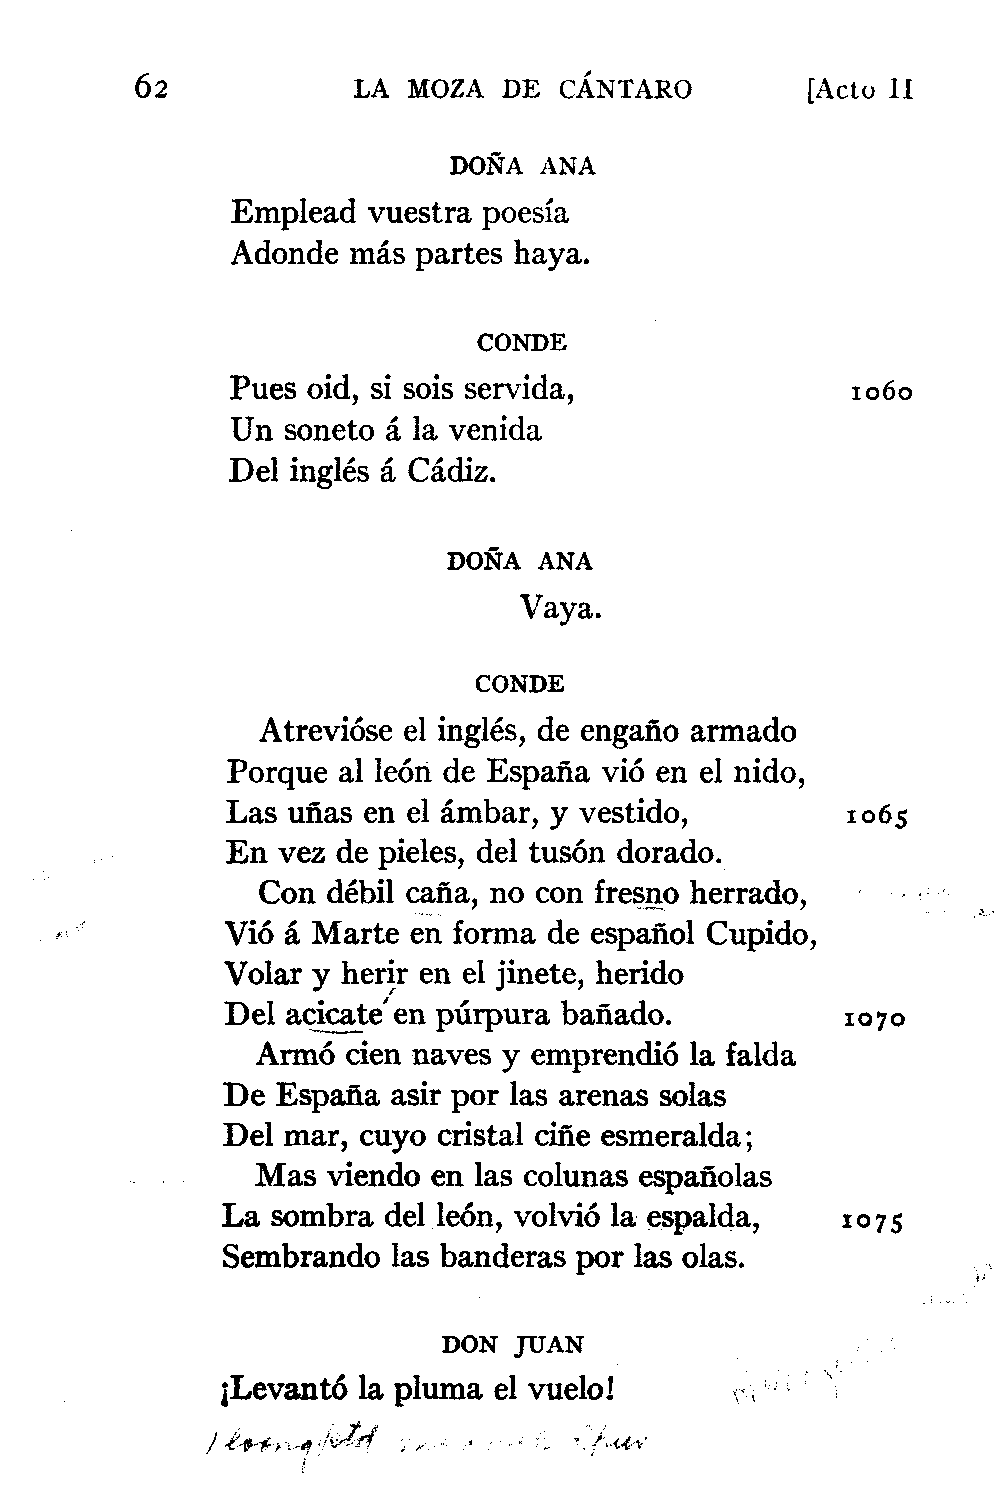 62 LA MOZA DE CÁNTARO [Acto II
DOÑA ANA
Emplead vuestra poesía
Adonde más partes haya.
CONDE
Pues oid, si sois servida, 1060
Un soneto á la venida
Del inglés á Cádiz.
DOÑA ANA
Vaya.
CONDE
Atrevióse el inglés, de engaño armado
Porque al león de España vió en el nido,
Las uñas en el ámbar, y vestido, 1065
En vez de pieles, del tusón dorado.
Con débil caña, no con fresno herrado,
Vió á Marte en forma de español Cupido,
Volar y herir en el jinete, herido
Del acicate en púrpura bañado. 1070
Armó cien naves y emprendió la falda
De España asir por las arenas solas
Del mar, cuyo cristal ciñe esmeralda;
Mas viendo en las colunas españolas
La sombra del león, volvió la espalda, 1075
Sembrando las banderas por las olas.
DON JUAN
¡Levantó la pluma el vuelo!